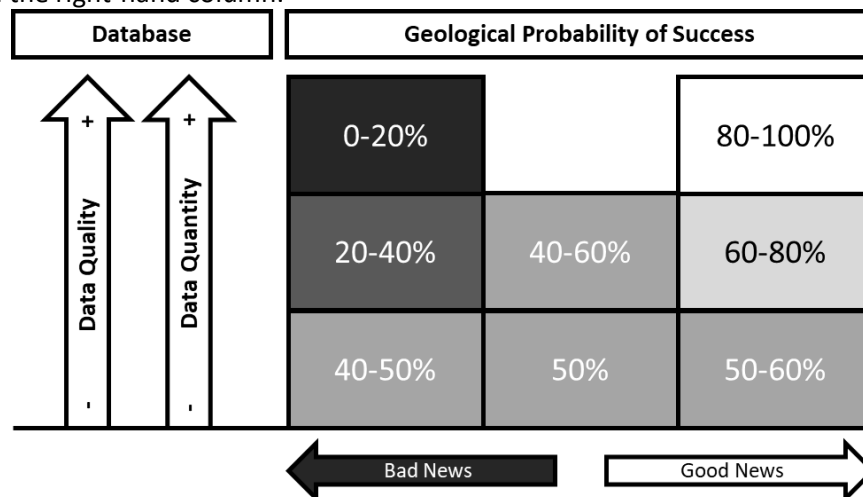 the right-hand column.
Database
Geological Probability of Success
+
+
Data Quality
Data Quantity
-
-
0-20%
80-100%
20-40%
40-60%
60-80%
40-50%
50%
50-60%
Bad News
Good News